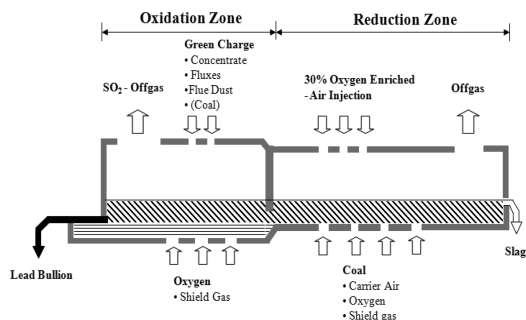 Oxidation Zone
Reduction Zone
Green Charge
• Concentrate
• Fluxes
•Flue Dust
• (Coal)
SO2 - Offgas
30% Oxygen Enriched
- Air Injection
Offgas
Lead Bullion
Oxygen
• Shield Gas
Coal
• Carrier Air
• Oxygen
• Shield gas
Slag